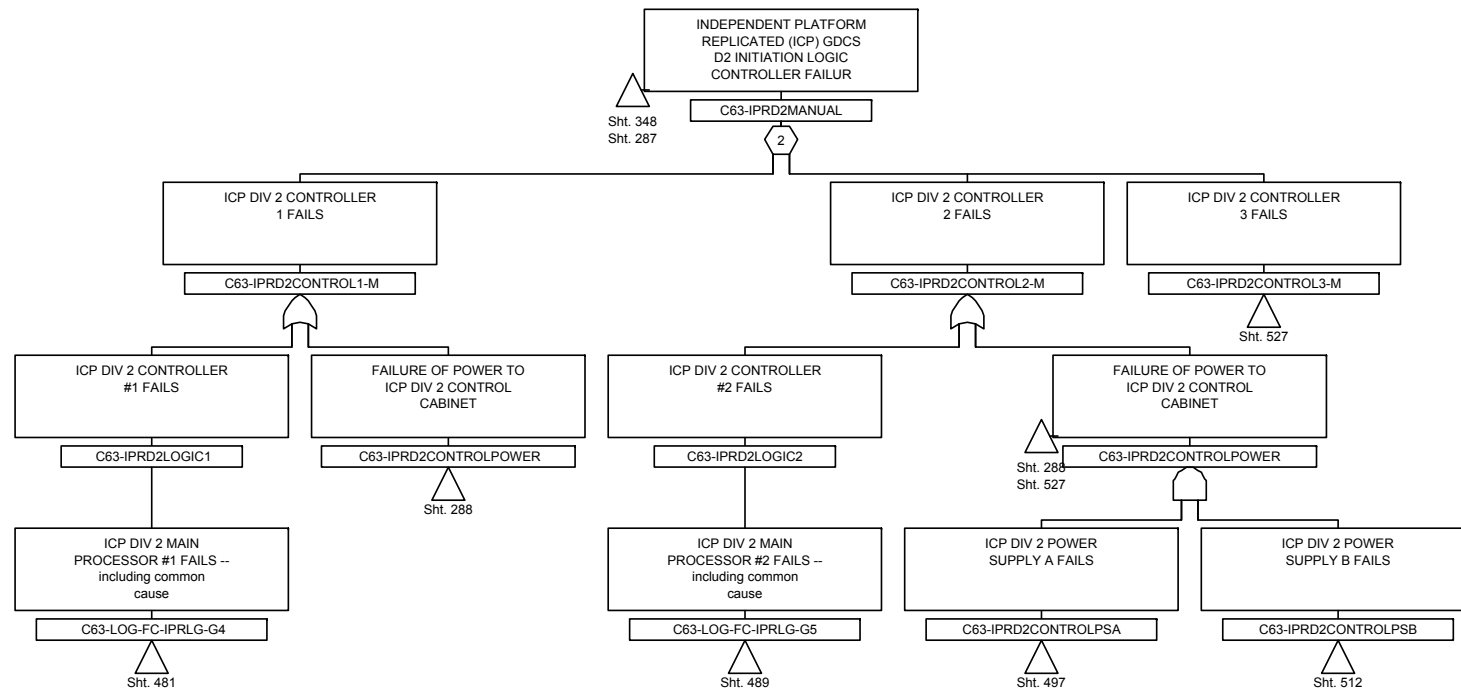 INDEPENDENT PLATFORM
REPLICATED (ICP) GDCS
D2 INITIATION LOGIC
CONTROLLER FAILUR
C63-IPRD2MANUAL
Sht. 348
Sht. 287
2
ICP DIV 2 CONTROLLER
1 FAILS
C63-IPRD2CONTROL1-M
ICP DIV 2 CONTROLLER
2 FAILS
C63-IPRD2CONTROL2-M
ICP DIV 2 CONTROLLER
3 FAILS
C63-IPRD2CONTROL3-M
Sht. 527
ICP DIV 2 CONTROLLER
#1 FAILS
C63-IPRD2LOGIC1
FAILURE OF POWER TO
ICP DIV 2 CONTROL
CABINET
C63-IPRD2CONTROLPOWER
Sht. 288
ICP DIV 2 CONTROLLER
#2 FAILS
C63-IPRD2LOGIC2
FAILURE OF POWER TO
ICP DIV 2 CONTROL
CABINET
C63-IPRD2CONTROLPOWER
Sht. 288
Sht. 527
ICP DIV 2 MAIN
PROCESSOR #1 FAILS --
including common
cause
C63-LOG-FC-IPRLG-G4
Sht. 481
ICP DIV 2 MAIN
PROCESSOR #2 FAILS --
including common
cause
C63-LOG-FC-IPRLG-G5
Sht. 489
ICP DIV 2 POWER
SUPPLY A FAILS
C63-IPRD2CONTROLPSA
Sht. 497
ICP DIV 2 POWER
SUPPLY B FAILS
C63-IPRD2CONTROLPSB
Sht. 512